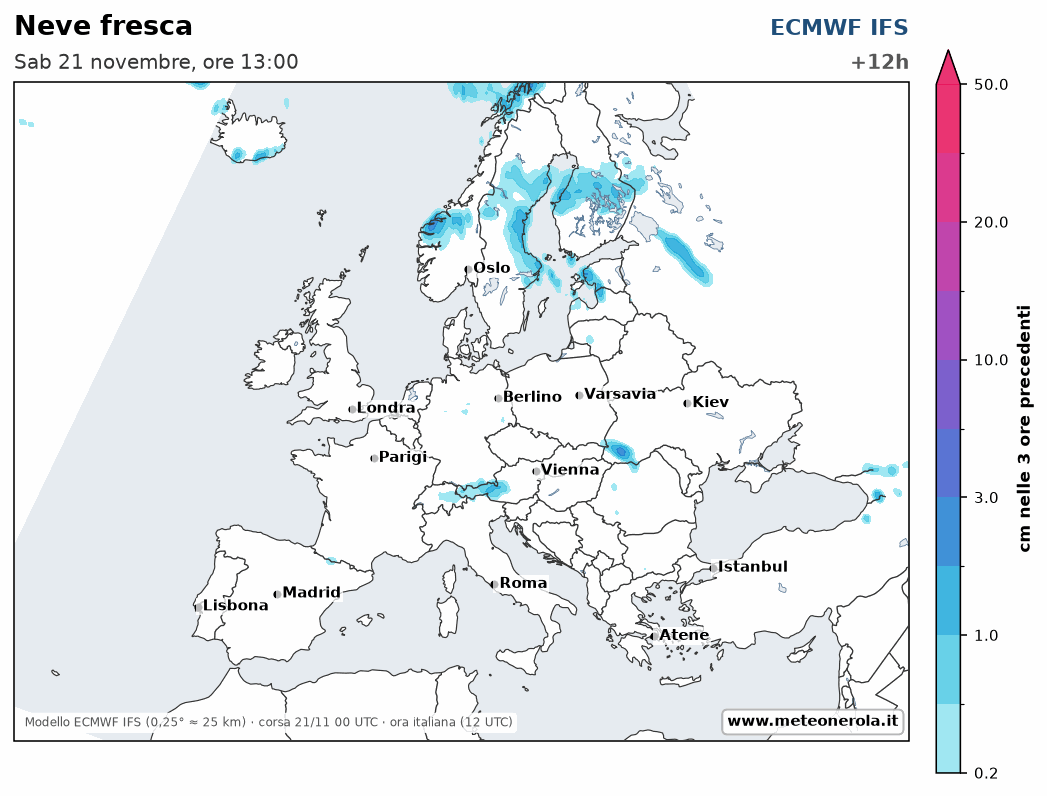 Neve fresca
ECMWF IFS
Sab 21 novembre, ore 13:00
+12h
50.0
20.0
10.0
3.0
1.0
0.2
cm nelle 3 ore precedenti
Oslo
Berlino
Varsavia
Kiev
Londra
Parigi
Vienna
Istanbul
Roma
Madrid
Lisbona
Atene
Modello ECMWF IFS (0,25° ≈ 25 km) · corsa 21/11 00 UTC · ora italiana (12 UTC)
www.meteonerola.it